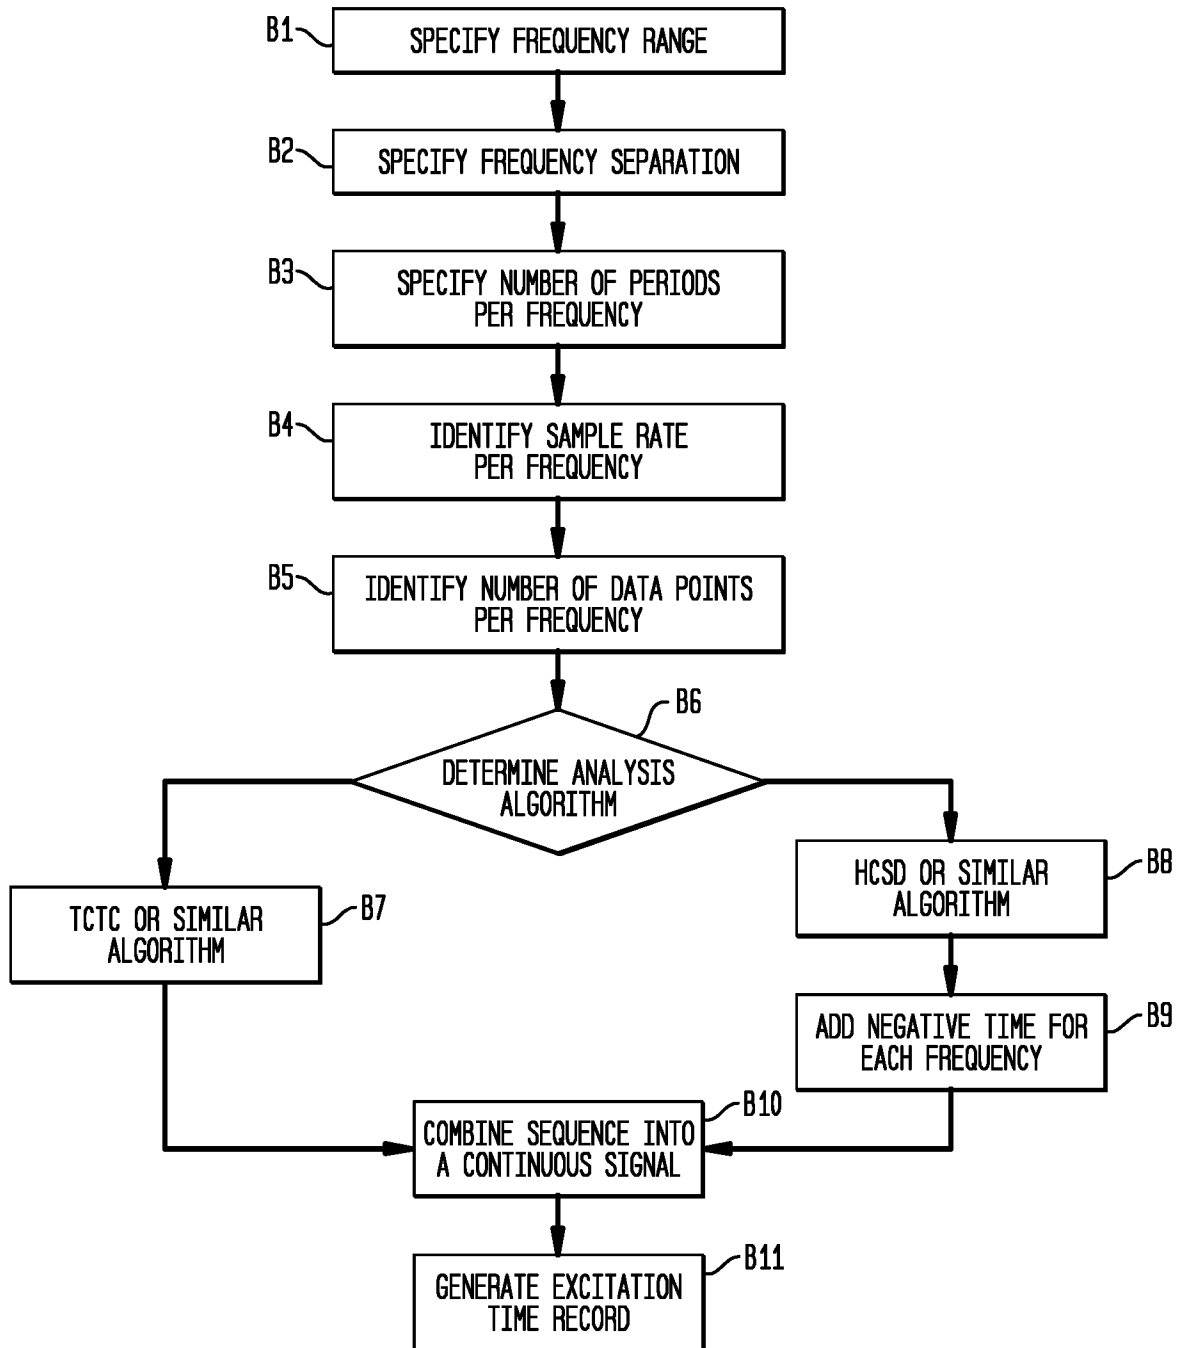 B1
SPECIFY FREQUENCY RANGE
B2
SPECIFY FREQUENCY SEPARATION
B3
SPECIFY NUMBER OF PERIODS
PER FREQUENCY
B4
IDENTIFY SAMPLE RATE
PER FREQUENCY
B5
IDENTIFY NUMBER OF DATA POINTS
PER FREQUENCY
B6
DETERMINE ANALYSIS
ALGORITHM
B7
TCTC OR SIMILAR
ALGORITHM
B8
HCSD OR SIMILAR
ALGORITHM
B9
ADD NEGATIVE TIME FOR
EACH FREQUENCY
B10
COMBINE SEQUENCE INTO
A CONTINUOUS SIGNAL
B11
GENERATE EXCITATION
TIME RECORD